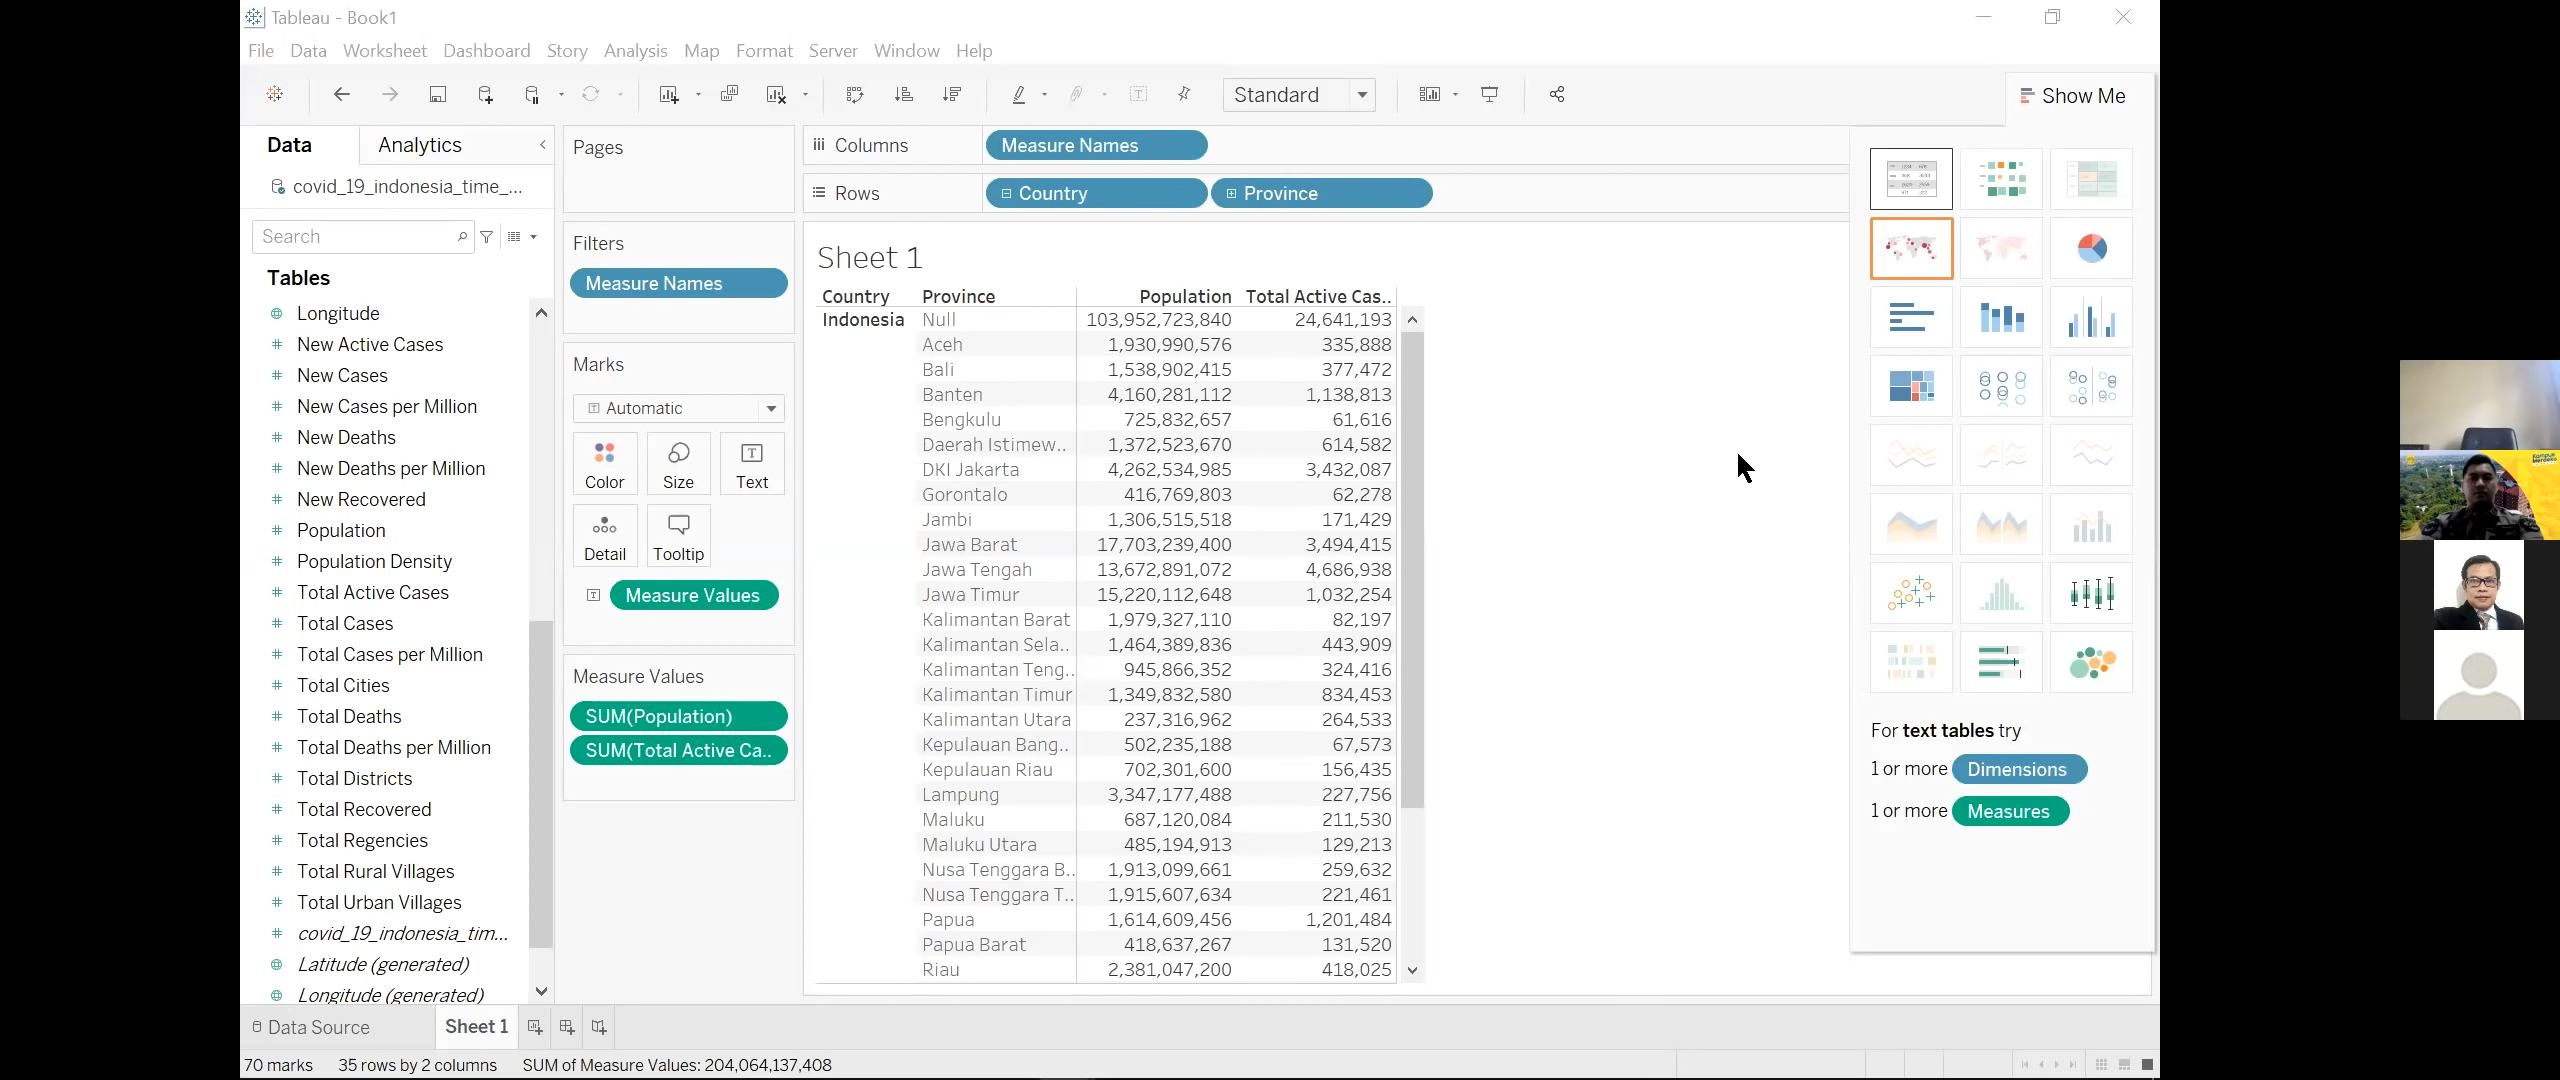 Tableau - Book1
File Data Worksheet Dashboard Story Analysis Map Format Server Window Help
Standard
Show Me
Data Analytics
covid_19_indonesia_time_...
Search
Tables
Longitude
New Active Cases
New Cases
New Cases per Million
New Deaths
New Deaths per Million
New Recovered
Population
Population Density
Total Active Cases
Total Cases
Total Cases per Million
Total Cities
Total Deaths
Total Deaths per Million
Total Districts
Total Recovered
Total Regencies
Total Rural Villages
Total Urban Villages
covid_19_indonesia_tim...
Latitude (generated)
Longitude (generated)
Pages
Filters
Measure Names
Marks
Automatic
Color Size Text
Detail Tooltip
Measure Values
Measure Values
SUM(Population)
SUM(Total Active Ca..
Columns Measure Names
Rows Country Province
Sheet 1
Country Province Population Total Active Cas..
Indonesia Null 103,952,723,840 24,641,193
Aceh 1,930,990,576 335,888
Bali 1,538,902,415 377,472
Banten 4,160,281,112 1,138,813
Bengkulu 725,832,657 61,616
Daerah Istimew.. 1,372,523,670 614,582
DKI Jakarta 4,262,534,985 3,432,087
Gorontalo 416,769,803 62,278
Jambi 1,306,515,518 171,429
Jawa Barat 17,703,239,400 3,494,415
Jawa Tengah 13,672,891,072 4,686,938
Jawa Timur 15,220,112,648 1,032,254
Kalimantan Barat 1,979,327,110 82,197
Kalimantan Sela.. 1,464,389,836 443,909
Kalimantan Teng.. 945,866,352 324,416
Kalimantan Timur 1,349,832,580 834,453
Kalimantan Utara 237,316,962 264,533
Kepulauan Bang.. 502,235,188 67,573
Kepulauan Riau 702,301,600 156,435
Lampung 3,347,177,488 227,756
Maluku 687,120,084 211,530
Maluku Utara 485,194,913 129,213
Nusa Tenggara B.. 1,913,099,661 259,632
Nusa Tenggara T.. 1,915,607,634 221,461
Papua 1,614,609,456 1,201,484
Papua Barat 418,637,267 131,520
Riau 2,381,047,200 418,025
For text tables try
1 or more Dimensions
1 or more Measures
Data Source Sheet 1
70 marks 35 rows by 2 columns SUM of Measure Values: 204,064,137,408